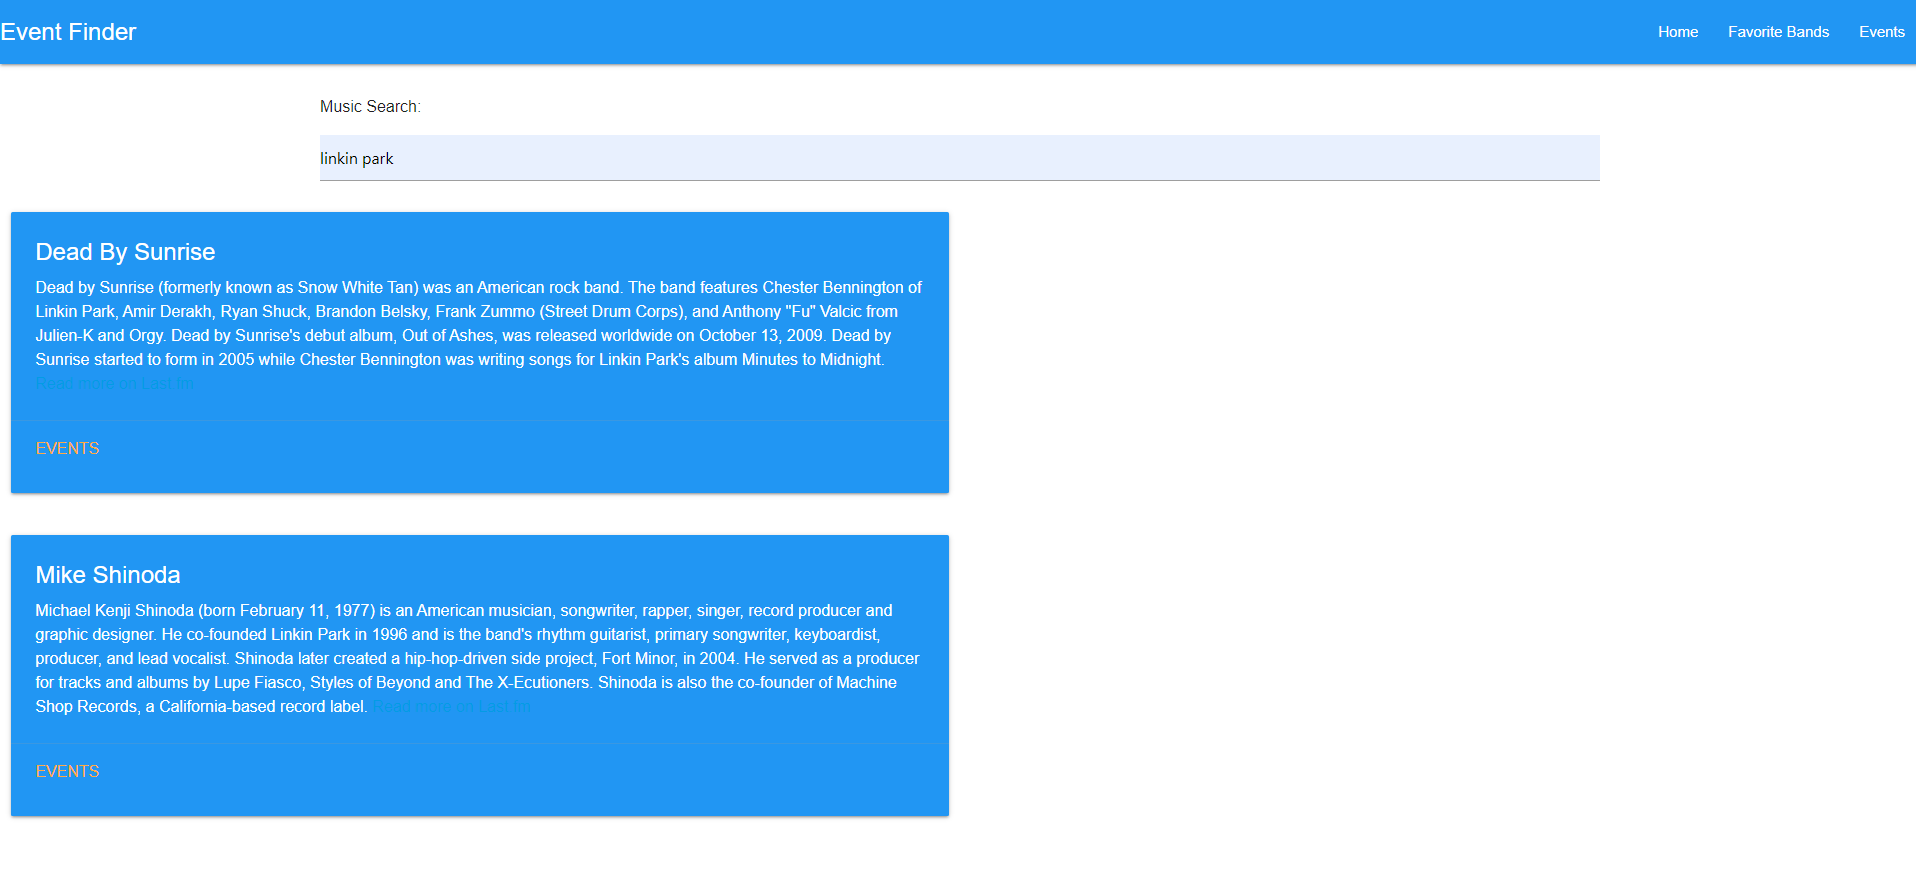 Event Finder
Home
Favorite Bands
Events
Music Search:
linkin park
Dead By Sunrise
Dead by Sunrise (formerly known as Snow White Tan) was an American rock band. The band features Chester Bennington of
Linkin Park, Amir Derakh, Ryan Shuck, Brandon Belsky, Frank Zummo (Street Drum Corps), and Anthony "Fu" Valcic from
Julien-K and Orgy. Dead by Sunrise's debut album, Out of Ashes, was released worldwide on October 13, 2009. Dead by
Sunrise started to form in 2005 while Chester Bennington was writing songs for Linkin Park's album Minutes to Midnight.
Read more on Last.fm
EVENTS
Mike Shinoda
Michael Kenji Shinoda (born February 11, 1977) is an American musician, songwriter, rapper, singer, record producer and
graphic designer. He co-founded Linkin Park in 1996 and is the band's rhythm guitarist, primary songwriter, keyboardist,
producer, and lead vocalist. Shinoda later created a hip-hop-driven side project, Fort Minor, in 2004. He served as a producer
for tracks and albums by Lupe Fiasco, Styles of Beyond and The X-Ecutioners. Shinoda is also the co-founder of Machine
Shop Records, a California-based record label. Read more on Last.fm
EVENTS